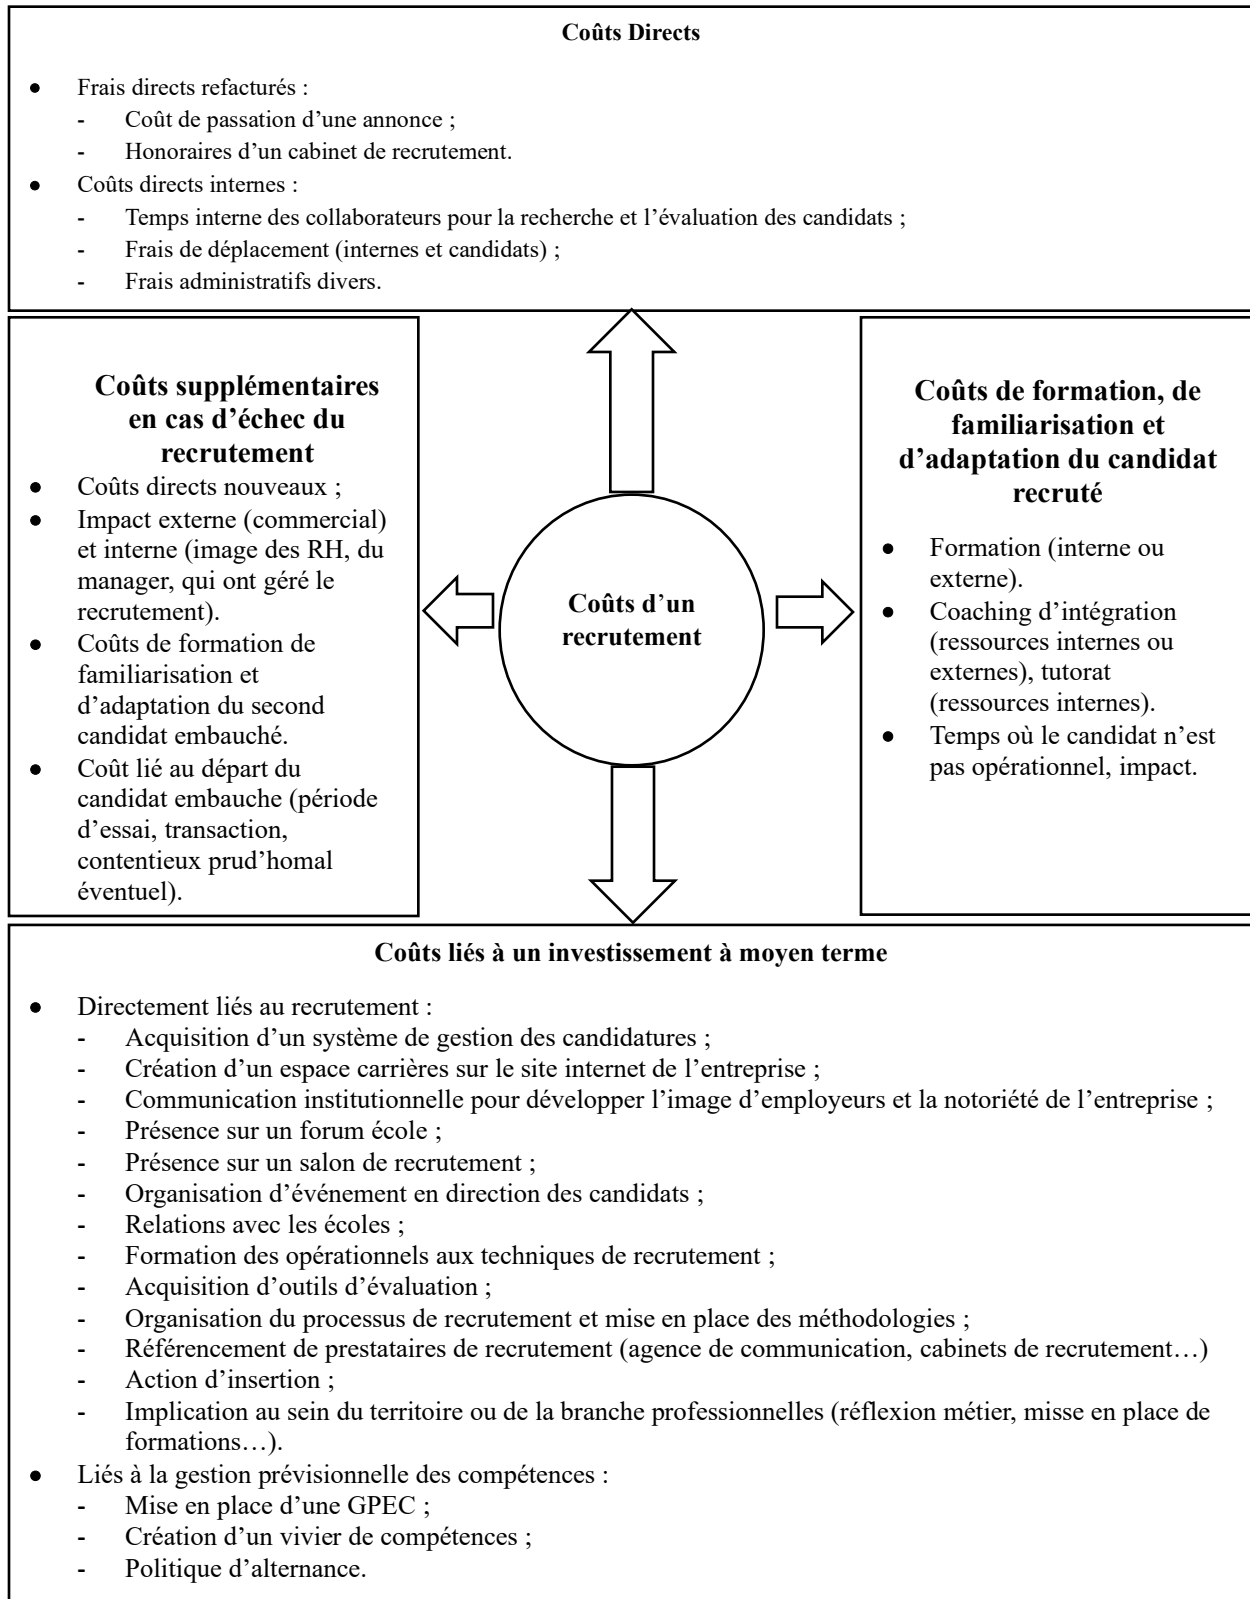 Coûts Directs
● Frais directs refacturés :
- Coût de passation d’une annonce ;
- Honoraires d’un cabinet de recrutement.
● Coûts directs internes :
- Temps interne des collaborateurs pour la recherche et l’évaluation des candidats ;
- Frais de déplacement (internes et candidats) ;
- Frais administratifs divers.
Coûts supplémentaires
en cas d’échec du
recrutement
● Coûts directs nouveaux ;
● Impact externe (commercial)
et interne (image des RH, du
manager, qui ont géré le
recrutement).
● Coûts de formation de
familiarisation et
d’adaptation du second
candidat embauché.
● Coût lié au départ du
candidat embauche (période
d’essai, transaction,
contentieux prud’homal
éventuel).
Coûts d’un
recrutement
Coûts de formation, de
familiarisation et
d’adaptation du candidat
recruté
● Formation (interne ou
externe).
● Coaching d’intégration
(ressources internes ou
externes), tutorat
(ressources internes).
● Temps où le candidat n’est
pas opérationnel, impact.
Coûts liés à un investissement à moyen terme
● Directement liés au recrutement :
- Acquisition d’un système de gestion des candidatures ;
- Création d’un espace carrières sur le site internet de l’entreprise ;
- Communication institutionnelle pour développer l’image d’employeurs et la notoriété de l’entreprise ;
- Présence sur un forum école ;
- Présence sur un salon de recrutement ;
- Organisation d’événement en direction des candidats ;
- Relations avec les écoles ;
- Formation des opérationnels aux techniques de recrutement ;
- Acquisition d’outils d’évaluation ;
- Organisation du processus de recrutement et mise en place des méthodologies ;
- Référencement de prestataires de recrutement (agence de communication, cabinets de recrutement…)
- Action d’insertion ;
- Implication au sein du territoire ou de la branche professionnelles (réflexion métier, misse en place de
formations…).
● Liés à la gestion prévisionnelle des compétences :
- Mise en place d’une GPEC ;
- Création d’un vivier de compétences ;
- Politique d’alternance.